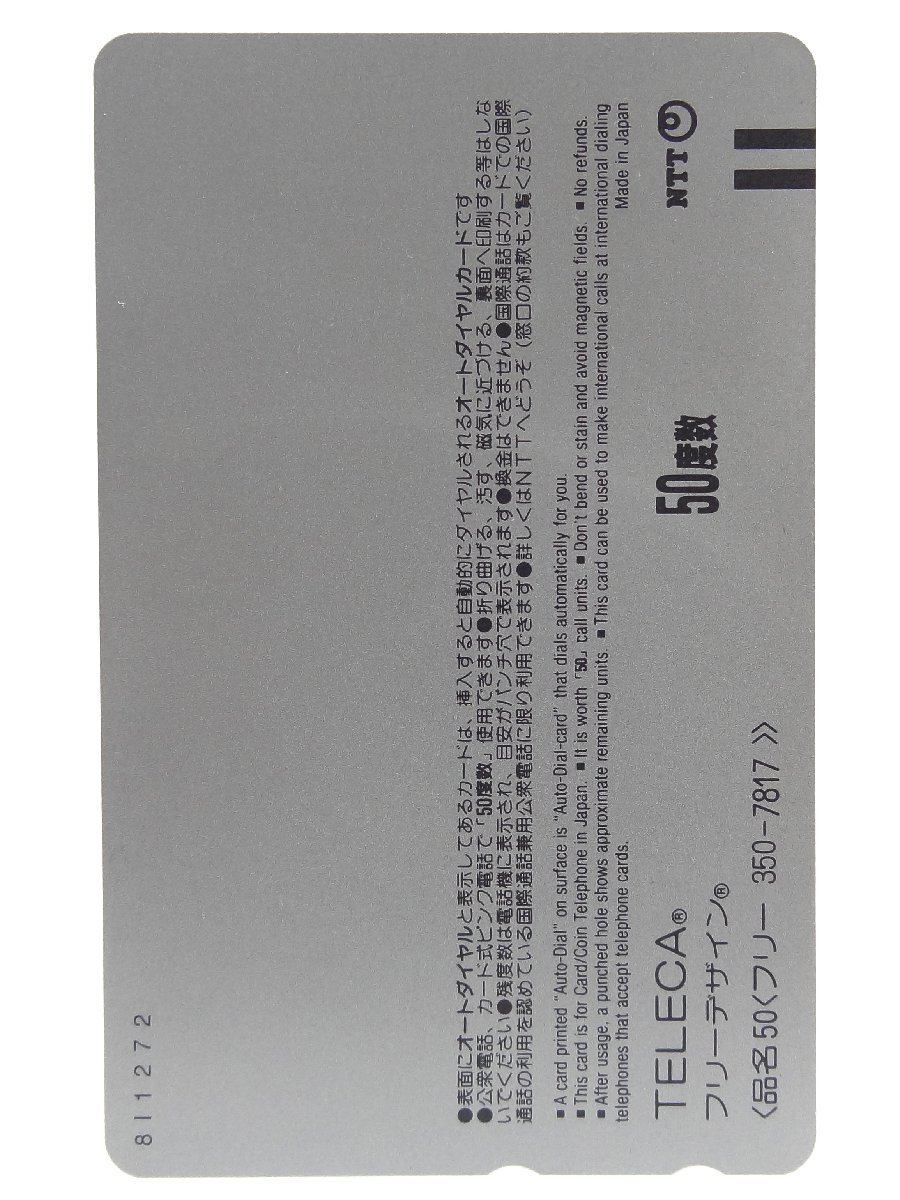 811272
●表面にオートダイヤルと表示してあるカードは、挿入すると自動的にダイヤルされるオートダイヤルカードです
●公衆電話、カード式ピンク電話で「50度数」使用できます●折り曲げる、汚す、磁気に近づける、裏面へ印刷する等はしな
いでください●残度数は電話機に表示され、目安がパンチ穴で表示されます●換金はできません●国際通話はカードでの国際
通話の利用を認めている国際通話兼用公衆電話に限り利用できます●詳しくはNTTへどうぞ（窓口の約款もご覧ください）
■A card printed "Auto-Dial" on surface is "Auto-Dial-card" that dials automatically for you.
■This card is for Card/Coin Telephone in Japan. ■It is worth「50」call units. ■Don't bend or stain and avoid magnetic fields. ■No refunds.
■After usage, a punched hole shows approximate remaining units. ■This card can be used to make international calls at international dialing
telephones that accept telephone cards.
Made in Japan
TELECA®
フリーデザイン®
50度数
NTT
〈品名50〈フリー 350-7817 》